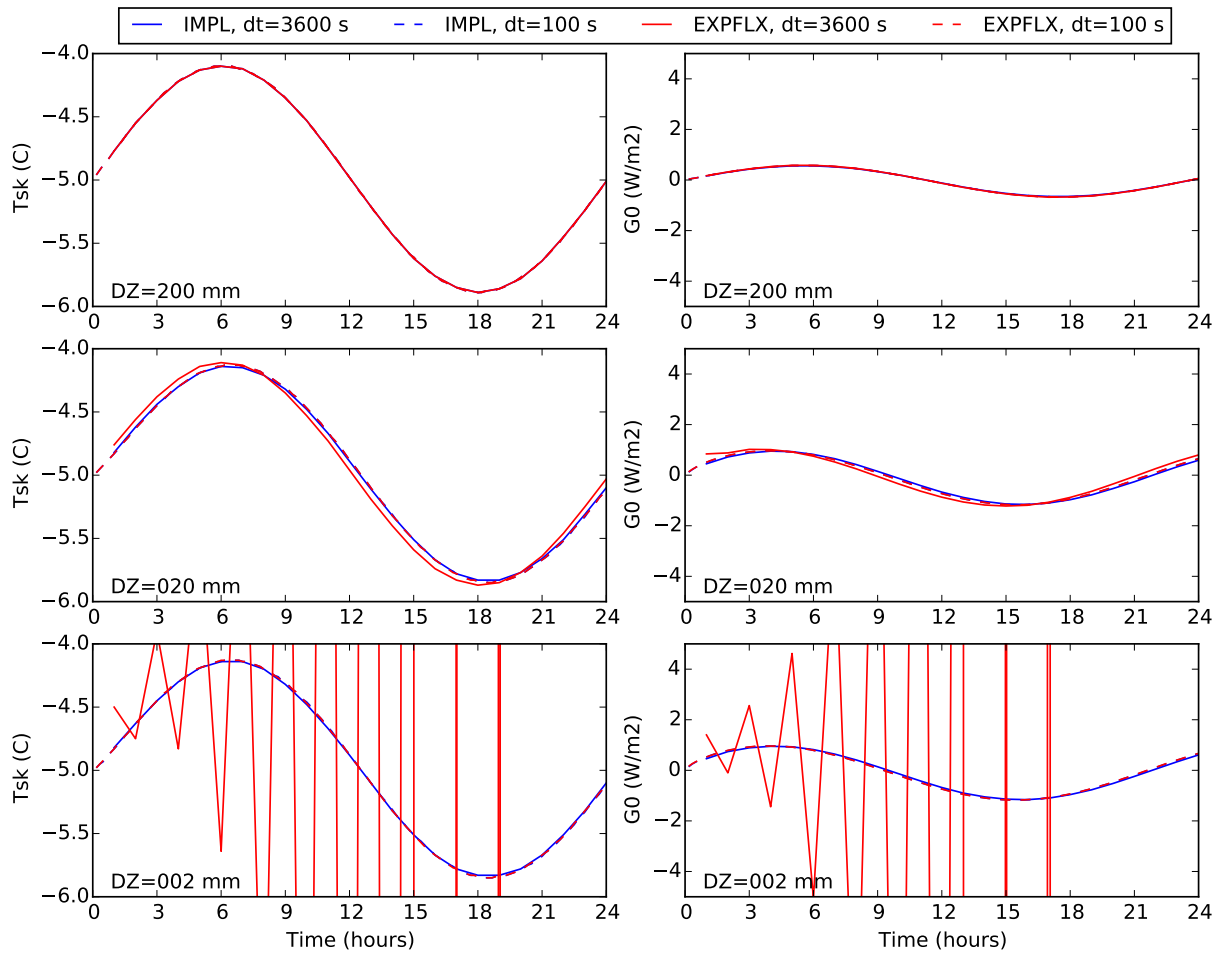 IMPL, dt=3600 s IMPL, dt=100 s EXPFLX, dt=3600 s EXPFLX, dt=100 s
−4.0
−4.5
−5.0
−5.5
−6.0
Tsk (C)
DZ=200 mm
0 3 6 9 12 15 18 21 24
4
2
0
−2
−4
G0 (W/m2)
DZ=200 mm
0 3 6 9 12 15 18 21 24
−4.0
−4.5
−5.0
−5.5
−6.0
Tsk (C)
DZ=020 mm
0 3 6 9 12 15 18 21 24
4
2
0
−2
−4
G0 (W/m2)
DZ=020 mm
0 3 6 9 12 15 18 21 24
−4.0
−4.5
−5.0
−5.5
−6.0
Tsk (C)
DZ=002 mm
0 3 6 9 12 15 18 21 24
Time (hours)
4
2
0
−2
−4
G0 (W/m2)
DZ=002 mm
0 3 6 9 12 15 18 21 24
Time (hours)